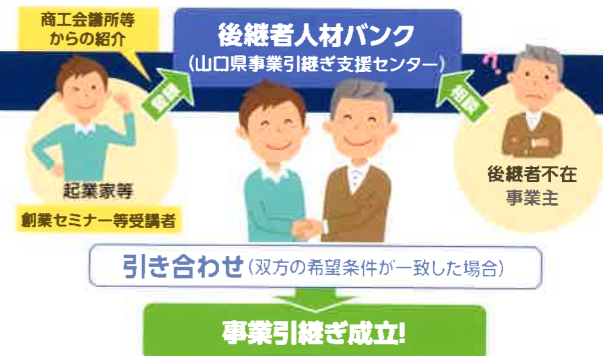 商工会議所等
からの紹介
後継者人材バンク
(山口県事業引継ぎ支援センター)
登録
相談
?
起業家等
創業セミナー等受講者
後継者不在
事業主
引き合わせ(双方の希望条件が一致した場合)
事業引継ぎ成立!